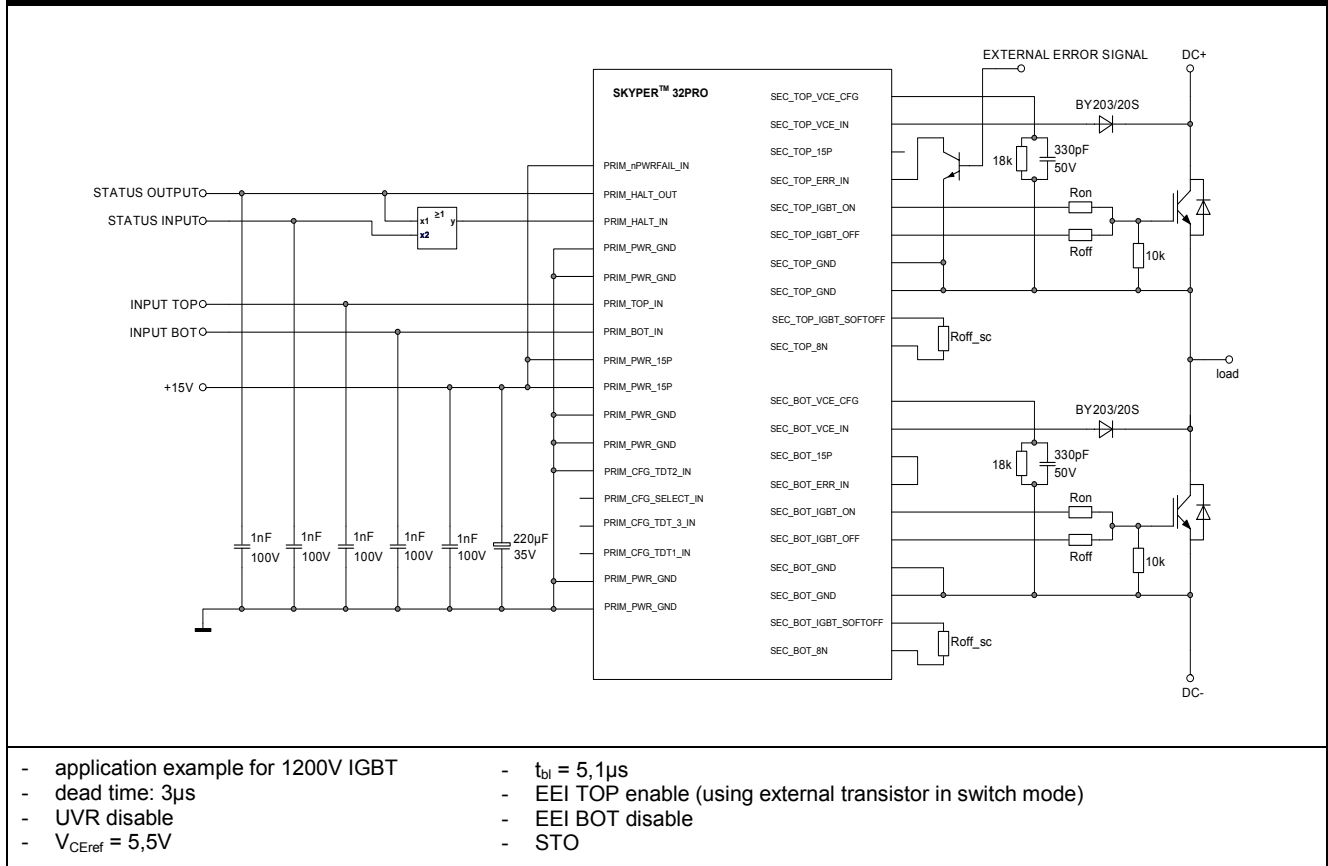 EXTERNAL ERROR SIGNAL
DC+
SKYPER™ 32PRO
SEC_TOP_VCE_CFG
BY203/20S
SEC_TOP_VCE_IN
SEC_TOP_15P
18k
330pF
50V
PRIM_nPWRFAIL_IN
SEC_TOP_ERR_IN
STATUS OUTPUT
PRIM_HALT_OUT
SEC_TOP_IGBT_ON
Ron
STATUS INPUT
x1 ≥1 y
x2
PRIM_HALT_IN
SEC_TOP_IGBT_OFF
Roff
10k
PRIM_PWR_GND
SEC_TOP_GND
PRIM_PWR_GND
SEC_TOP_GND
INPUT TOP
PRIM_TOP_IN
SEC_TOP_IGBT_SOFTOFF
Roff_sc
INPUT BOT
PRIM_BOT_IN
SEC_TOP_8N
PRIM_PWR_15P
load
+15V
PRIM_PWR_15P
SEC_BOT_VCE_CFG
BY203/20S
PRIM_PWR_GND
SEC_BOT_VCE_IN
PRIM_PWR_GND
SEC_BOT_15P
18k
330pF
50V
PRIM_CFG_TDT2_IN
SEC_BOT_ERR_IN
PRIM_CFG_SELECT_IN
SEC_BOT_IGBT_ON
Ron
PRIM_CFG_TDT_3_IN
SEC_BOT_IGBT_OFF
Roff
10k
1nF 1nF 1nF 1nF 1nF 220µF
100V 100V 100V 100V 100V 35V
PRIM_CFG_TDT1_IN
SEC_BOT_GND
PRIM_PWR_GND
SEC_BOT_GND
PRIM_PWR_GND
SEC_BOT_IGBT_SOFTOFF
Roff_sc
SEC_BOT_8N
DC-
- application example for 1200V IGBT
- dead time: 3µs
- UVR disable
- VCEref = 5,5V
- tbl = 5,1µs
- EEI TOP enable (using external transistor in switch mode)
- EEI BOT disable
- STO